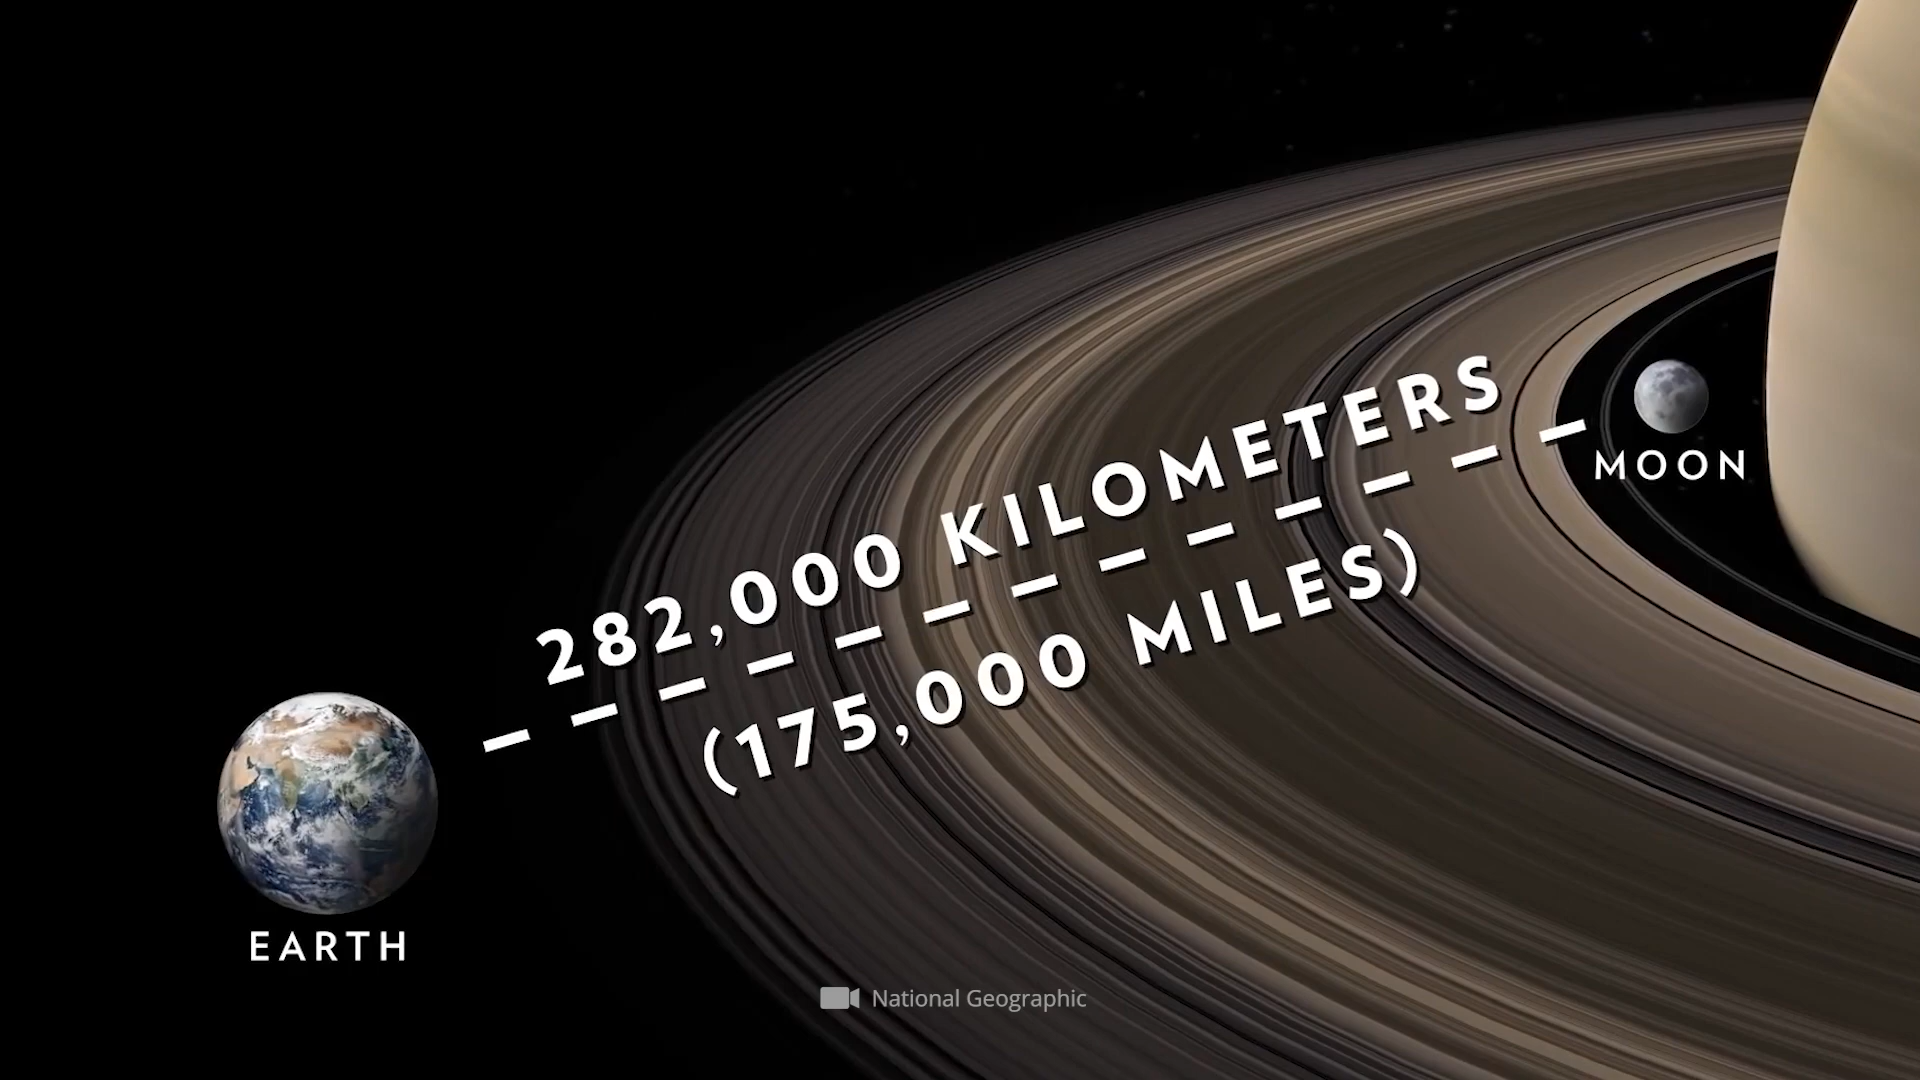 282,000 KILOMETERS
(175,000 MILES)
MOON
EARTH
National Geographic